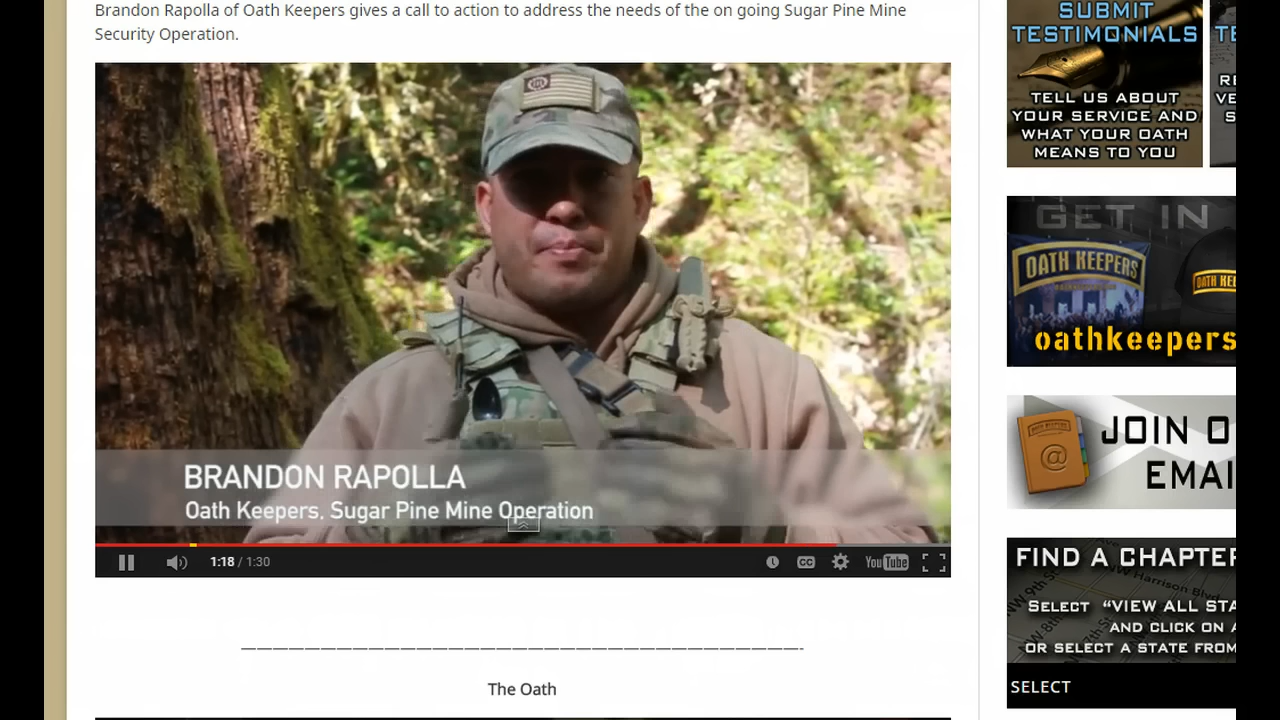 Brandon Rapolla of Oath Keepers gives a call to action to address the needs of the on going Sugar Pine Mine
Security Operation.
BRANDON RAPOLLA
Oath Keepers, Sugar Pine Mine Operation
1:18 / 1:30
CC
YouTube
————————————————————————————————————-
The Oath
SUBMIT
TESTIMONIALS
TELL US ABOUT
YOUR SERVICE AND
WHAT YOUR OATH
MEANS TO YOU
GET IN
OATH KEEPERS
oathkeepers
JOIN O
EMAI
FIND A CHAPTER
SELECT "VIEW ALL STA
AND CLICK ON A
OR SELECT A STATE FROM
SELECT